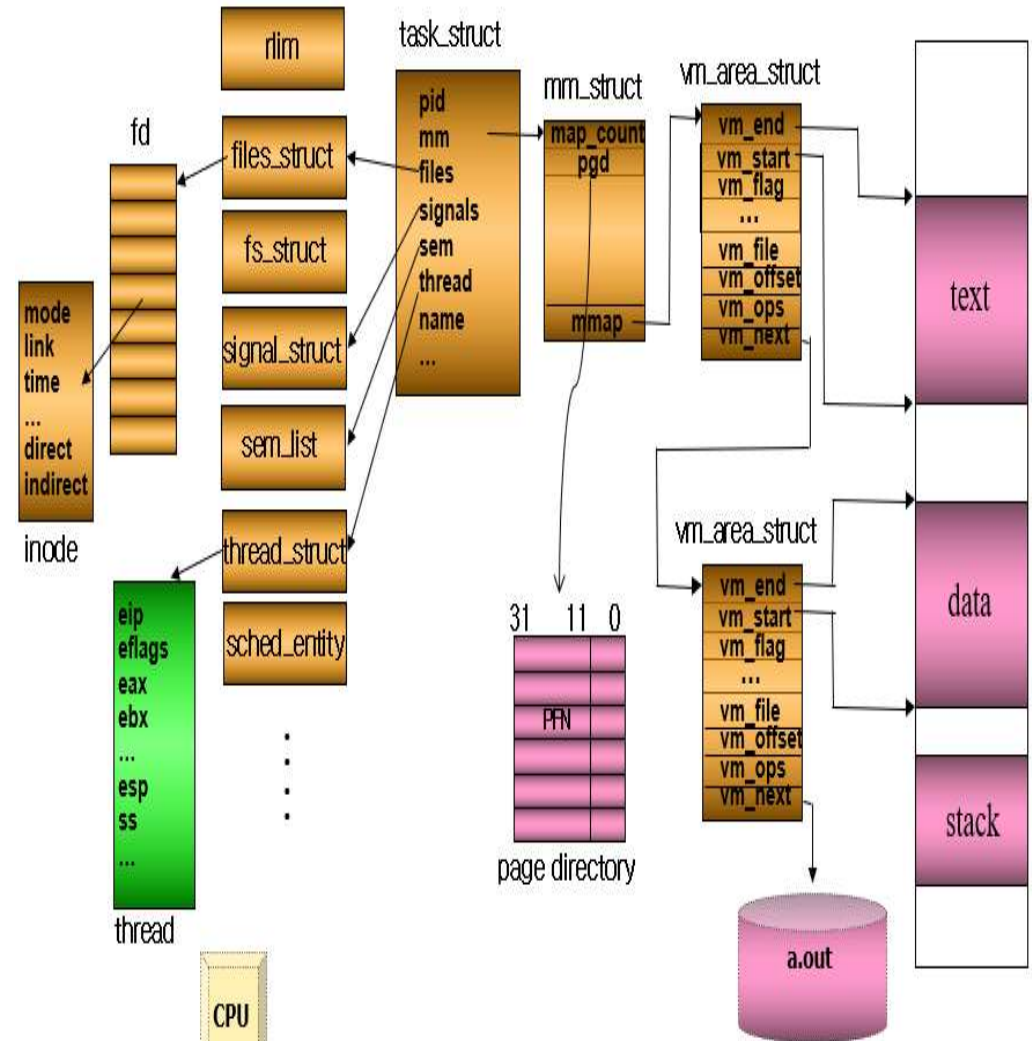 rlim
task_struct
mm_struct
vm_area_struct
fd
files_struct
fs_struct
signal_struct
sem_list
thread_struct
sched_entity
pid
mm
files
signals
sem
thread
name
...
map_count
pgd
mmap
vm_end
vm_start
vm_flag
...
vm_file
vm_offset
vm_ops
vm_next
text
data
stack
mode
link
time
...
direct
indirect
inode
eip
eflags
eax
ebx
...
esp
ss
...
thread
CPU
31 11 0
PFN
page directory
vm_area_struct
vm_end
vm_start
vm_flag
...
vm_file
vm_offset
vm_ops
vm_next
a.out